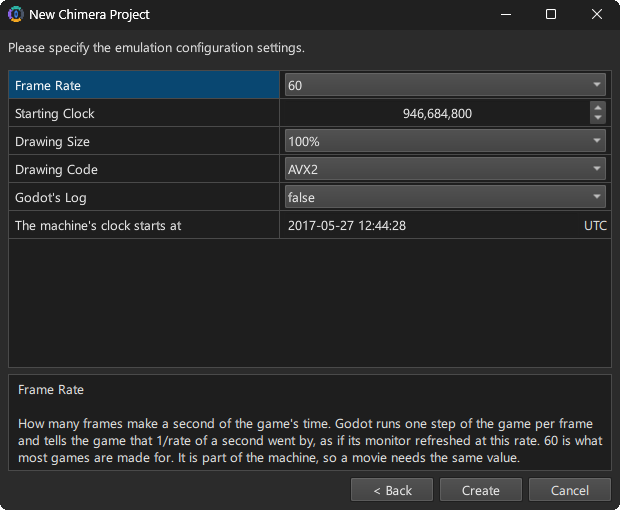 New Chimera Project
Please specify the emulation configuration settings.
Frame Rate 60
Starting Clock 946,684,800
Drawing Size 100%
Drawing Code AVX2
Godot's Log false
The machine's clock starts at 2017-05-27 12:44:28 UTC
Frame Rate
How many frames make a second of the game's time. Godot runs one step of the game per frame
and tells the game that 1/rate of a second went by, as if its monitor refreshed at this rate. 60 is what
most games are made for. It is part of the machine, so a movie needs the same value.
< Back Create Cancel